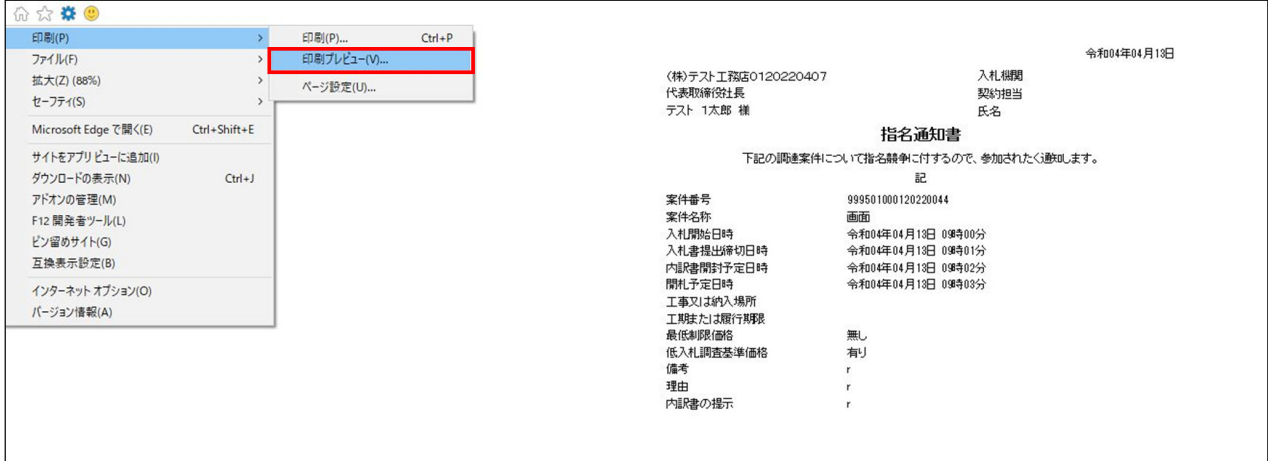 印刷(P) >
ファイル(F) >
拡大(Z) (88%) >
セーフティ(S) >
Microsoft Edge で開く(E) Ctrl+Shift+E
サイトをアプリ ビューに追加(I)
ダウンロードの表示(N) Ctrl+J
アドオンの管理(M)
F12 開発者ツール(L)
ピン留めサイト(G)
互換表示設定(B)
インターネット オプション(O)
バージョン情報(A)
印刷(P)... Ctrl+P
印刷プレビュー(V)...
ページ設定(U)...
令和04年04月13日
(株)テスト工務店0120220407 入札機関
代表取締役社長 契約担当
テスト 1太郎 様 氏名
指名通知書
下記の調達案件について指名競争に付するので、参加されたく通知します。
記
案件番号 999501000120220044
案件名称 画面
入札開始日時 令和04年04月13日 09時00分
入札書提出締切日時 令和04年04月13日 09時01分
内訳書開封予定日時 令和04年04月13日 09時02分
開札予定日時 令和04年04月13日 09時03分
工事又は納入場所
工期または履行期限
最低制限価格 無し
低入札調査基準価格 有り
備考 r
理由 r
内訳書の提示 r